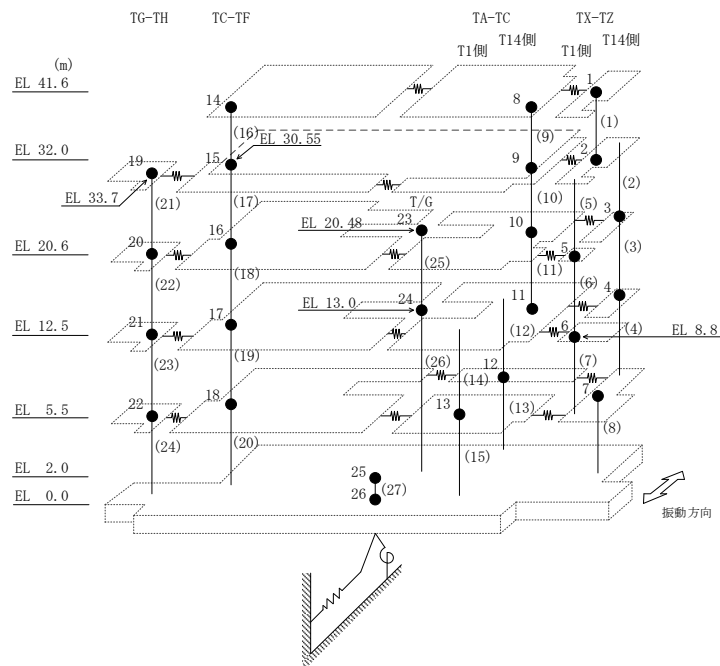 TG-TH TC-TF TA-TC TX-TZ
T1側 T14側 T1側 T14側
(m)
EL 41.6
14 8 1
(16) (9) (1)
EL 30.55
EL 32.0
19 15 9 2
EL 33.7
(21) (17) (10) (2)
T/G
23
EL 20.48
(5) 3
16 10
20 5 (3)
EL 20.6
(22) (18) (25) (11)
(6) 4
EL 13.0
24 11
21 17 (12) 6 (4)
EL 12.5
EL 8.8
(23) (19)
(26) 12 (7)
(14)
22 18 13 (13) 7
EL 5.5
(24) (20) (15) (8)
EL 2.0
25
26 (27)
EL 0.0
振動方向